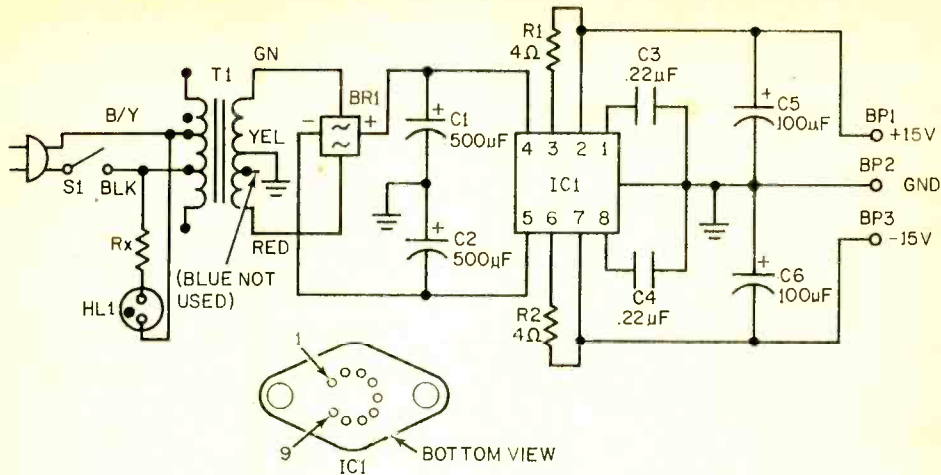 GN
T1
B/Y
YEL
S1
BLK
Rx
HL1
RED
(BLUE NOT
USED)
BR1
-
+
~
~
+
C1
500µF
+
C2
500µF
R1
4Ω
4 3 2 1
IC1
5 6 7 8
R2
4Ω
C3
.22µF
C4
.22µF
+
C5
100µF
+
C6
100µF
BP1
+15V
BP2
GND
BP3
-15V
1
9
BOTTOM VIEW
IC1